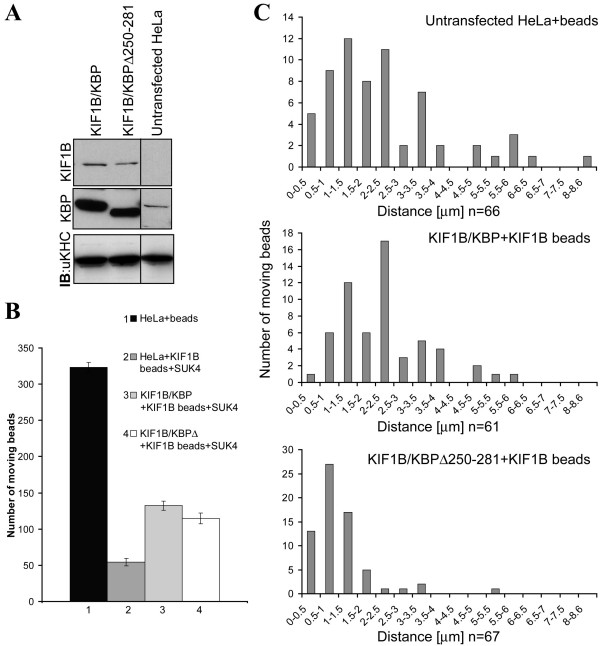 A
KIF1B/KBP
KIF1B/KBPΔ250-281
Untransfected HeLa
KIF1B
KBP
IB:uKHC
B
1 HeLa+beads
2 HeLa+KIF1B
beads+SUK4
3 KIF1B/KBP
+KIF1B beads+SUK4
4 KIF1B/KBPΔ
+KIF1B beads+SUK4
Number of moving beads
350
300
250
200
150
100
50
0
1 2 3 4
C
Untransfected HeLa+beads
14
12
10
8
6
4
2
0
0-0.5 0.5-1 1-1.5 1.5-2 2-2.5 2.5-3 3-3.5 3.5-4 4-4.5 4.5-5 5-5.5 5.5-6 6-6.5 6.5-7 7-7.5 8-8.6
Distance [µm] n=66
Number of moving beads
KIF1B/KBP+KIF1B beads
18
16
14
12
10
8
6
4
2
0
0-0.5 0.5-1 1-1.5 1.5-2 2-2.5 2.5-3 3-3.5 3.5-4 4-4.5 4.5-5 5-5.5 5.5-6 6-6.5 6.5-7 7-7.5 8-8.6
Distance [µm] n=61
KIF1B/KBPΔ250-281+KIF1B beads
30
25
20
15
10
5
0
0-0.5 0.5-1 1-1.5 1.5-2 2-2.5 2.5-3 3-3.5 3.5-4 4-4.5 4.5-5 5-5.5 5.5-6 6-6.5 6.5-7 7-7.5 8-8.6
Distance [µm] n=67